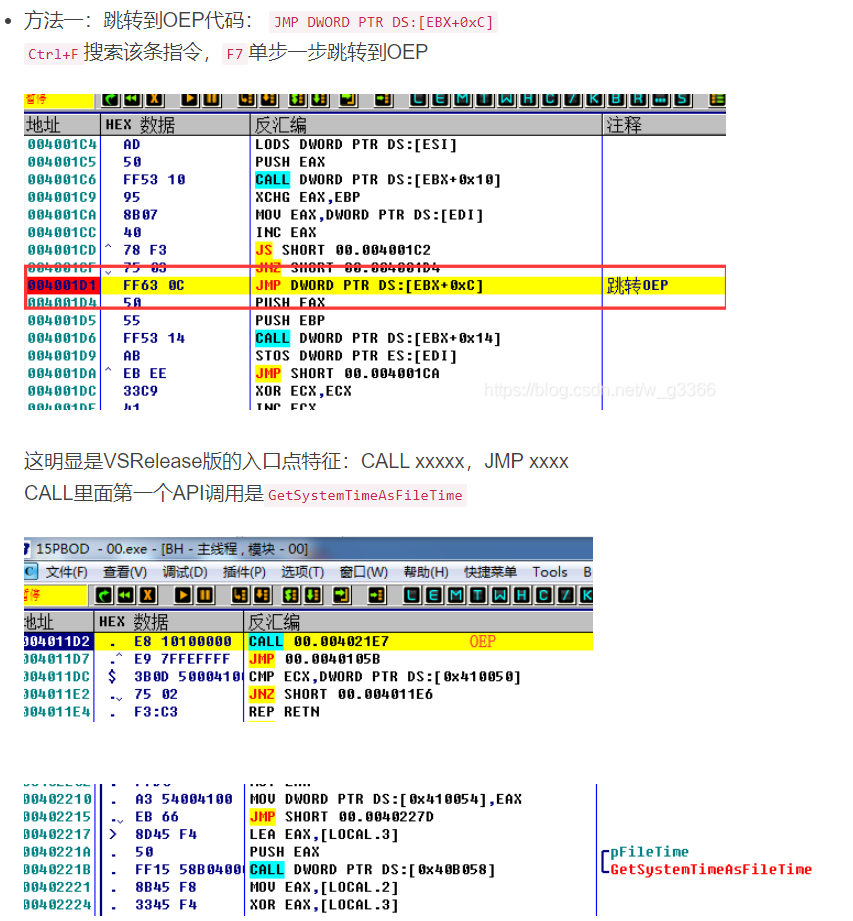 方法一：跳转到OEP代码： JMP DWORD PTR DS:[EBX+0xC]
Ctrl+F 搜索该条指令， F7 单步一步跳转到OEP
暂停 L E M T W H C / K B R ... S
地址 HEX 数据 反汇编 注释
004001C4 AD LODS DWORD PTR DS:[ESI]
004001C5 50 PUSH EAX
004001C6 FF53 10 CALL DWORD PTR DS:[EBX+0x10]
004001C9 95 XCHG EAX,EBP
004001CA 8B07 MOV EAX,DWORD PTR DS:[EDI]
004001CC 40 INC EAX
004001CD ^ 78 F3 JS SHORT 00.004001C2
004001CF 75 03 JNZ SHORT 00.004001D4
004001D1 FF63 0C JMP DWORD PTR DS:[EBX+0xC] 跳转OEP
004001D4 50 PUSH EAX
004001D5 55 PUSH EBP
004001D6 FF53 14 CALL DWORD PTR DS:[EBX+0x14]
004001D9 AB STOS DWORD PTR ES:[EDI]
004001DA ^ EB EE JMP SHORT 00.004001CA
004001DC 33C9 XOR ECX,ECX
004001DE 41 INC ECX
https://blog.csdn.net/w_g3366
这明显是VSRelease版的入口点特征：CALL xxxxx，JMP xxxx
CALL里面第一个API调用是 GetSystemTimeAsFileTime
15PBOD - 00.exe - [BH - 主线程 , 模块 - 00]
C 文件(F) 查看(V) 调试(D) 插件(P) 选项(T) 窗口(W) 帮助(H) 快捷菜单 Tools B
L E M T W H C / K
地址 HEX 数据 反汇编
004011D2 . E8 10100000 CALL 00.004021E7 OEP
004011D7 .^ E9 7FFEFFFF JMP 00.0040105B
004011DC $ 3B0D 50004100 CMP ECX,DWORD PTR DS:[0x410050]
004011E2 . 75 02 JNZ SHORT 00.004011E6
004011E4 . F3:C3 REP RETN
00402210 . A3 54004100 MOV DWORD PTR DS:[0x410054],EAX
00402215 . EB 66 JMP SHORT 0040227D
00402217 > 8D45 F4 LEA EAX,[LOCAL.3]
0040221A . 50 PUSH EAX pFileTime
0040221B . FF15 58B04000 CALL DWORD PTR DS:[0x40B058] GetSystemTimeAsFileTime
00402221 . 8B45 F8 MOV EAX,[LOCAL.2]
00402224 . 3345 F4 XOR EAX,[LOCAL.3]